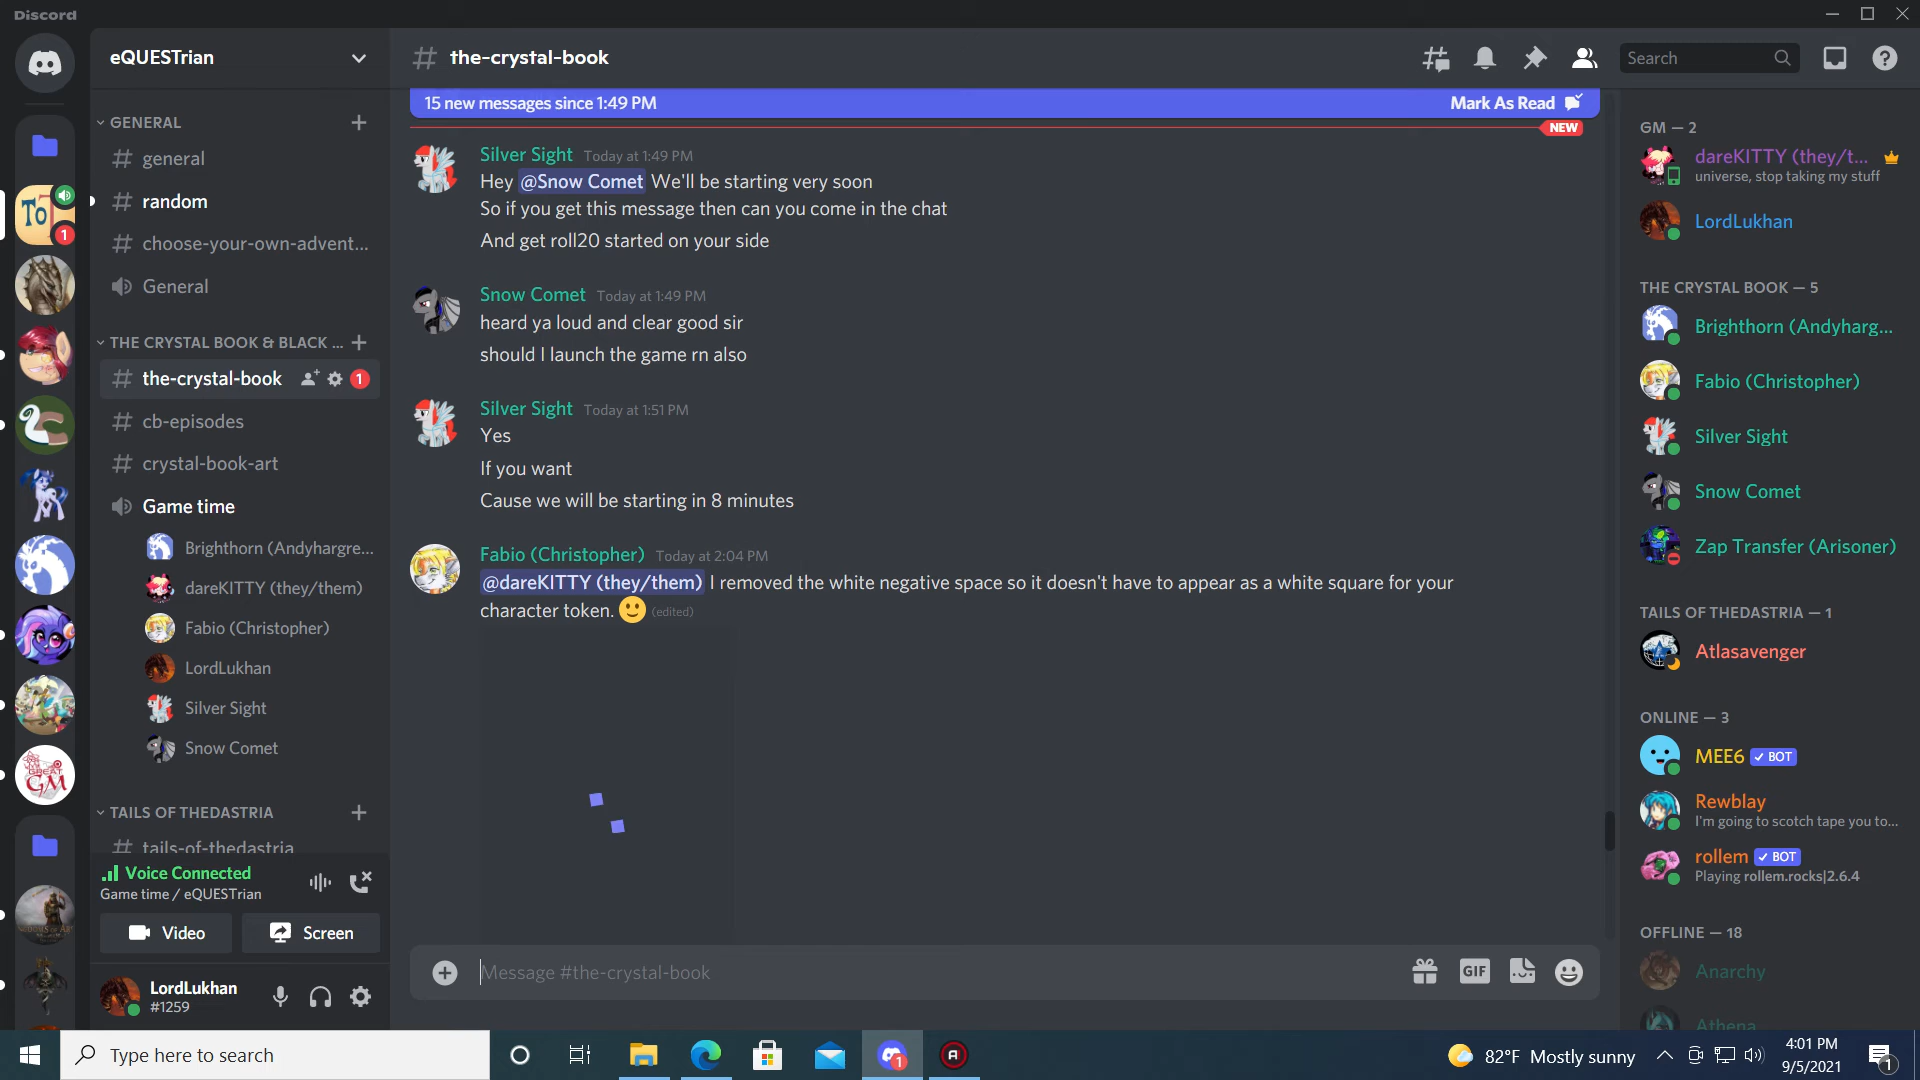 Discord
eQUESTrian
the-crystal-book
Search
15 new messages since 1:49 PM
Mark As Read
NEW
GENERAL
general
random
choose-your-own-advent...
General
THE CRYSTAL BOOK & BLACK ...
the-crystal-book
1
cb-episodes
crystal-book-art
Game time
Brighthorn (Andyhargre...
dareKITTY (they/them)
Fabio (Christopher)
LordLukhan
Silver Sight
Snow Comet
TAILS OF THEDASTRIA
tails-of-thedastria
Voice Connected
Game time / eQUESTrian
Video
Screen
LordLukhan
#1259
To
1
GREAT
GM
Silver Sight Today at 1:49 PM
Hey @Snow Comet We'll be starting very soon
So if you get this message then can you come in the chat
And get roll20 started on your side
Snow Comet Today at 1:49 PM
heard ya loud and clear good sir
should I launch the game rn also
Silver Sight Today at 1:51 PM
Yes
If you want
Cause we will be starting in 8 minutes
Fabio (Christopher) Today at 2:04 PM
@dareKITTY (they/them) I removed the white negative space so it doesn't have to appear as a white square for your
character token. (edited)
Message #the-crystal-book
GIF
GM — 2
dareKITTY (they/t...
universe, stop taking my stuff
LordLukhan
THE CRYSTAL BOOK — 5
Brighthorn (Andyharg...
Fabio (Christopher)
Silver Sight
Snow Comet
Zap Transfer (Arisoner)
TAILS OF THEDASTRIA — 1
Atlasavenger
ONLINE — 3
MEE6 BOT
Rewblay
I'm going to scotch tape you to...
rollem BOT
Playing rollem.rocks|2.6.4
OFFLINE — 18
Anarchy
Athena
Type here to search
1
82°F Mostly sunny
4:01 PM
9/5/2021
1